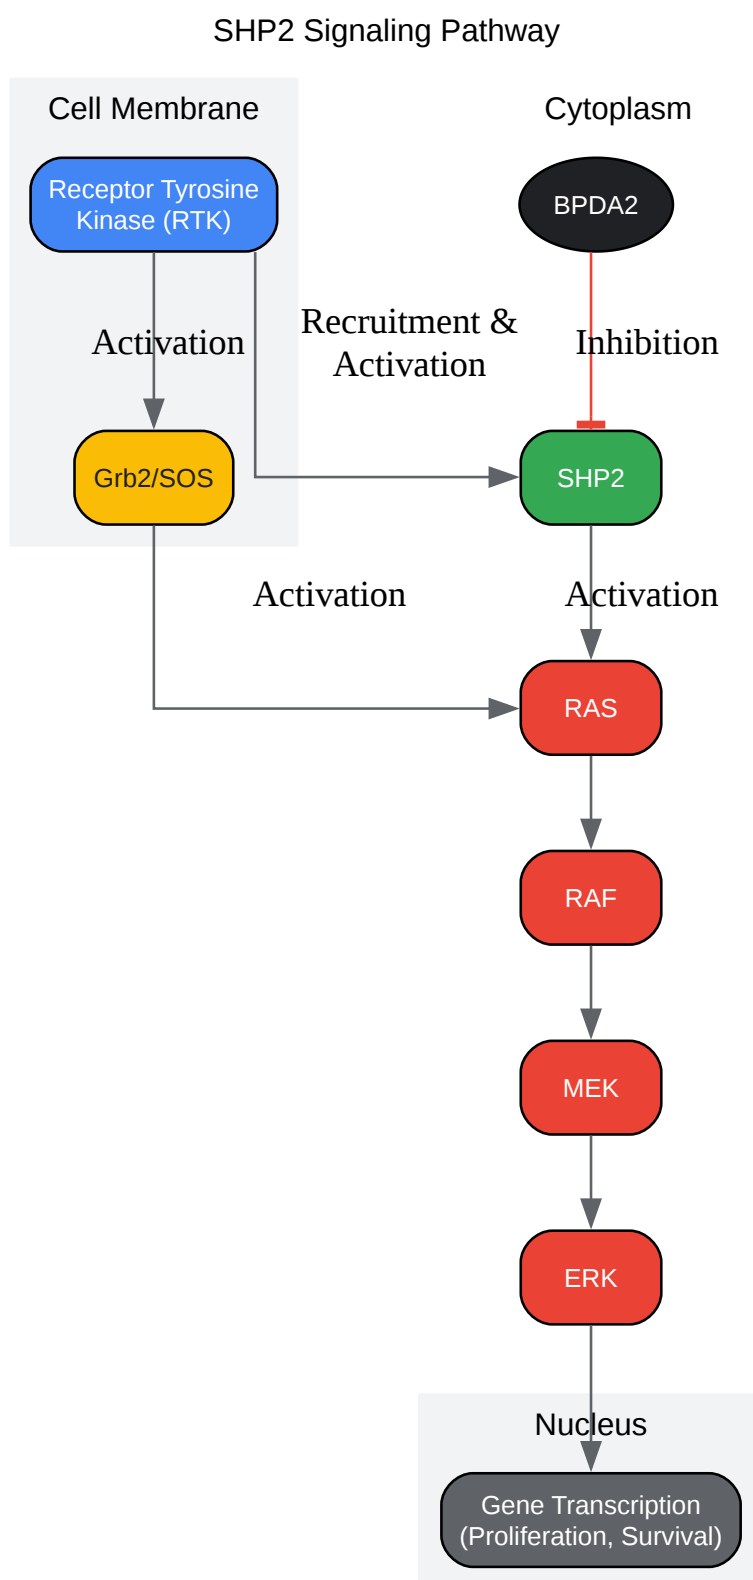 SHP2 Signaling Pathway
Cell Membrane
Cytoplasm
Receptor Tyrosine
Kinase (RTK)
BPDA2
Activation
Recruitment &
Activation
Inhibition
Grb2/SOS
SHP2
Activation
Activation
RAS
RAF
MEK
ERK
Nucleus
Gene Transcription
(Proliferation, Survival)